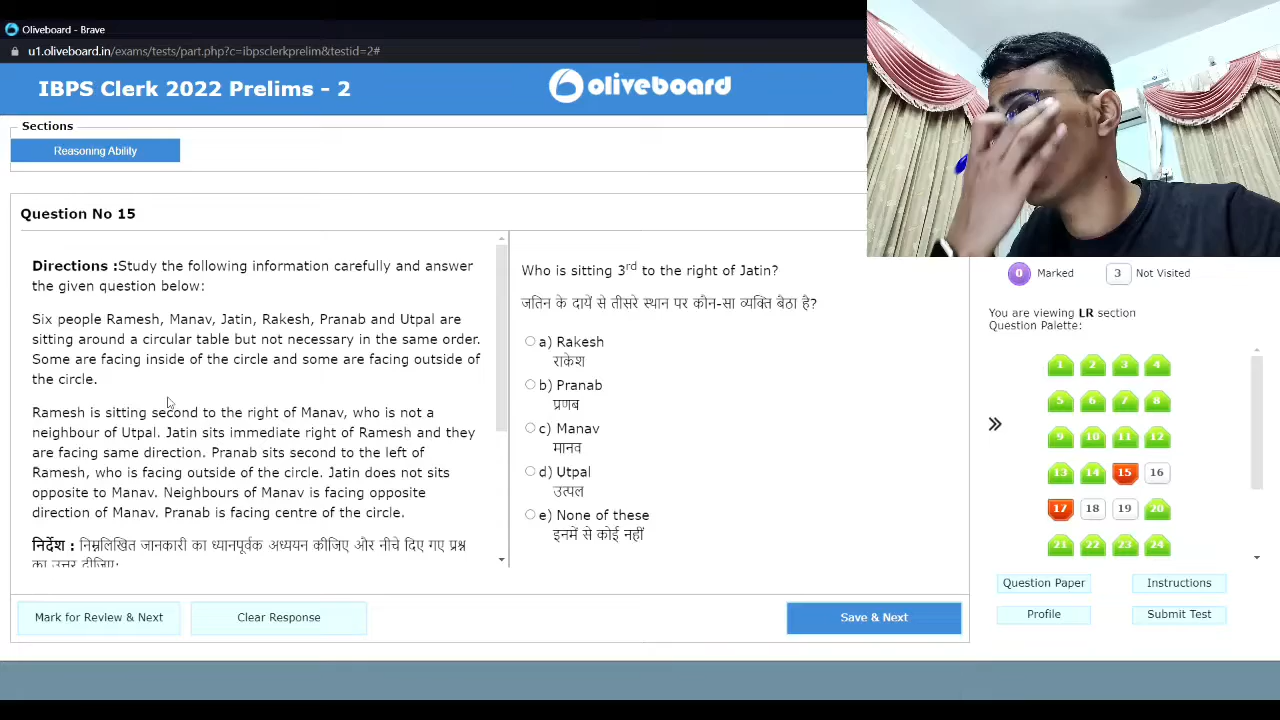 Oliveboard - Brave
u1.oliveboard.in/exams/tests/part.php?c=ibpsclerkprelim&testid=2#
IBPS Clerk 2022 Prelims - 2
oliveboard
Sections
Reasoning Ability
Question No 15
Directions :Study the following information carefully and answer
the given question below:
Six people Ramesh, Manav, Jatin, Rakesh, Pranab and Utpal are
sitting around a circular table but not necessary in the same order.
Some are facing inside of the circle and some are facing outside of
the circle.
Ramesh is sitting second to the right of Manav, who is not a
neighbour of Utpal. Jatin sits immediate right of Ramesh and they
are facing same direction. Pranab sits second to the left of
Ramesh, who is facing outside of the circle. Jatin does not sits
opposite to Manav. Neighbours of Manav is facing opposite
direction of Manav. Pranab is facing centre of the circle.
निर्देश : निम्नलिखित जानकारी का ध्यानपूर्वक अध्ययन कीजिए और नीचे दिए गए प्रश्न
का उत्तर दीजिए:
Who is sitting 3rd to the right of Jatin?
जतिन के दायें से तीसरे स्थान पर कौन-सा व्यक्ति बैठा है?
a) Rakesh
राकेश
b) Pranab
प्रणब
c) Manav
मानव
d) Utpal
उत्पल
e) None of these
इनमें से कोई नहीं
Mark for Review & Next
Clear Response
Save & Next
0 Marked 3 Not Visited
You are viewing LR section
Question Palette:
1 2 3 4
5 6 7 8
9 10 11 12
13 14 15 16
17 18 19 20
21 22 23 24
Question Paper
Instructions
Profile
Submit Test